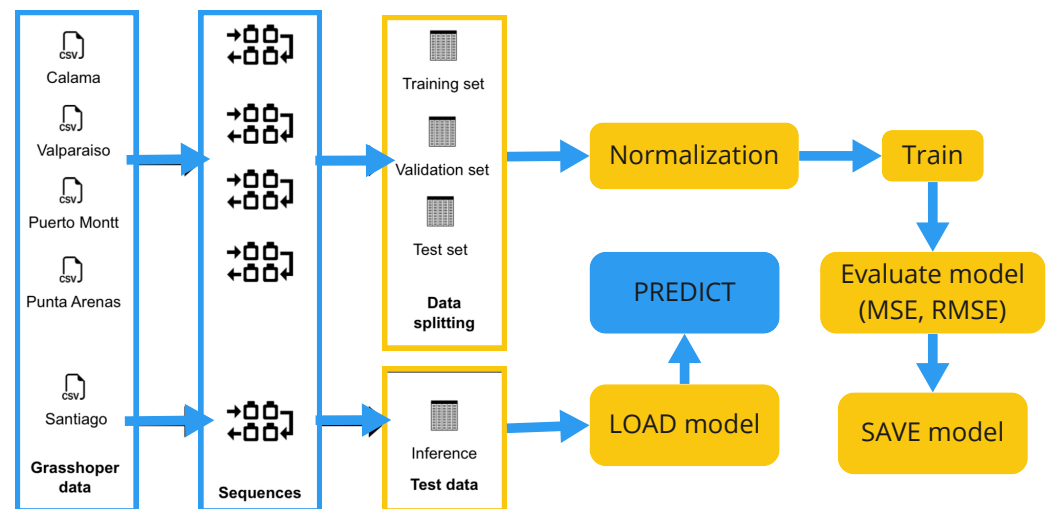 CSV
Calama
CSV
Valparaiso
CSV
Puerto Montt
CSV
Punta Arenas
CSV
Santiago
Grasshoper
data
Sequences
Training set
Validation set
Test set
Data
splitting
Inference
Test data
Normalization
Train
Evaluate model
(MSE, RMSE)
SAVE model
LOAD model
PREDICT